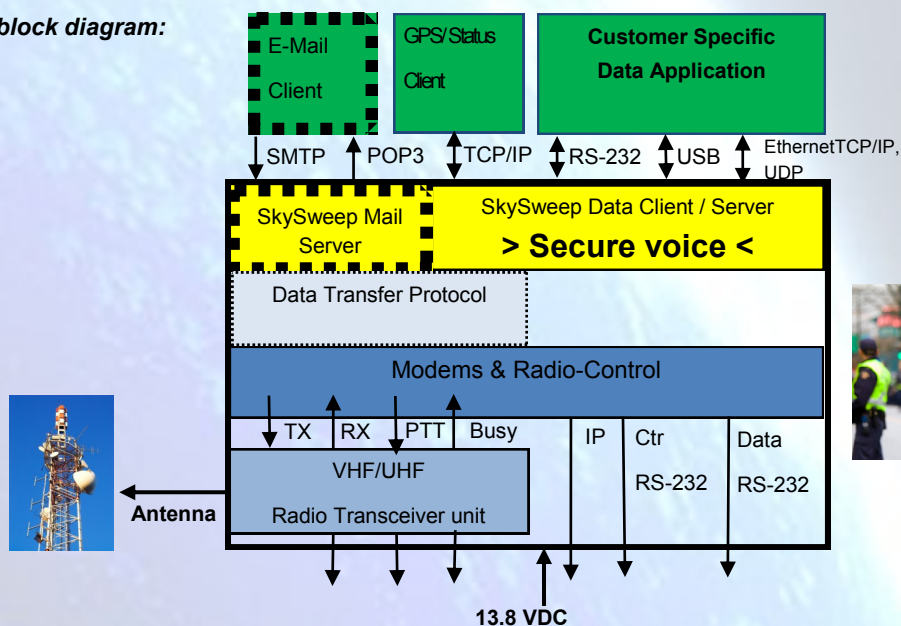 block diagram:
E-Mail
Client
GPS/Status
Client
Customer Specific
Data Application
SMTP
POP3
TCP/IP
RS-232
USB
EthernetTCP/IP,
UDP
SkySweep Mail
Server
SkySweep Data Client / Server
> Secure voice <
Data Transfer Protocol
Modems & Radio-Control
TX
RX
PTT
Busy
IP
Ctr
RS-232
Data
RS-232
VHF/UHF
Radio Transceiver unit
Antenna
13.8 VDC